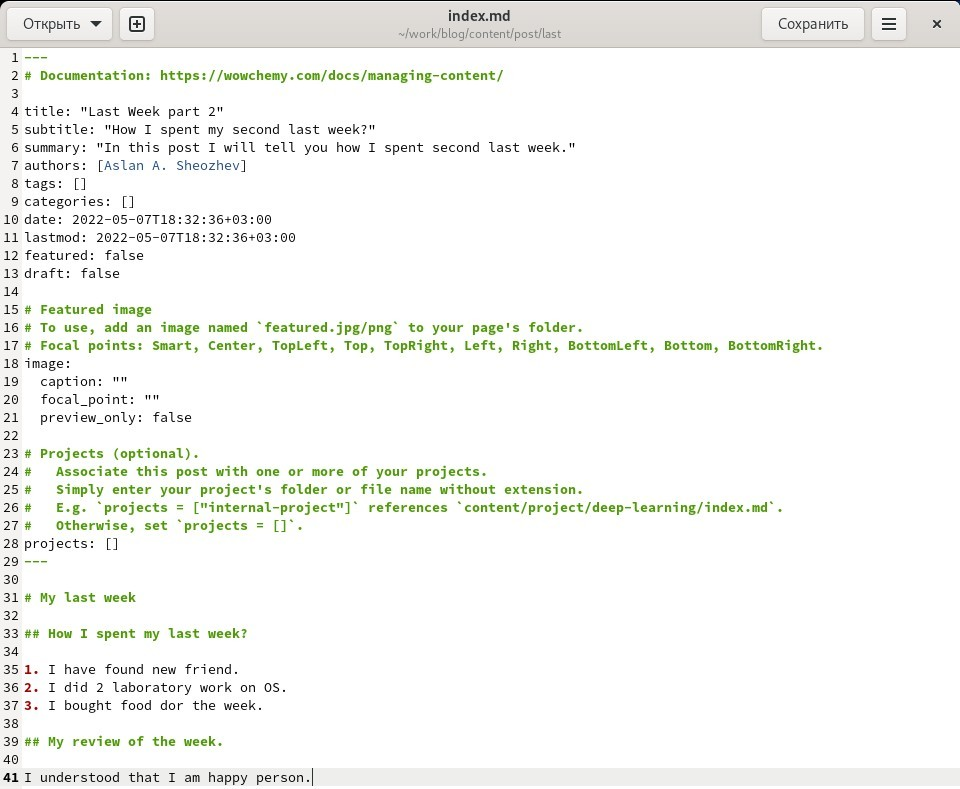 Открыть
index.md
~/work/blog/content/post/last
Сохранить
1 ---
2 # Documentation: https://wowchemy.com/docs/managing-content/
3
4 title: "Last Week part 2"
5 subtitle: "How I spent my second last week?"
6 summary: "In this post I will tell you how I spent second last week."
7 authors: [Aslan A. Sheozhev]
8 tags: []
9 categories: []
10 date: 2022-05-07T18:32:36+03:00
11 lastmod: 2022-05-07T18:32:36+03:00
12 featured: false
13 draft: false
14
15 # Featured image
16 # To use, add an image named `featured.jpg/png` to your page's folder.
17 # Focal points: Smart, Center, TopLeft, Top, TopRight, Left, Right, BottomLeft, Bottom, BottomRight.
18 image:
19   caption: ""
20   focal_point: ""
21   preview_only: false
22
23 # Projects (optional).
24 #   Associate this post with one or more of your projects.
25 #   Simply enter your project's folder or file name without extension.
26 #   E.g. `projects = ["internal-project"]` references `content/project/deep-learning/index.md`.
27 #   Otherwise, set `projects = []`.
28 projects: []
29 ---
30
31 # My last week
32
33 ## How I spent my last week?
34
35 1. I have found new friend.
36 2. I did 2 laboratory work on OS.
37 3. I bought food dor the week.
38
39 ## My review of the week.
40
41 I understood that I am happy person.